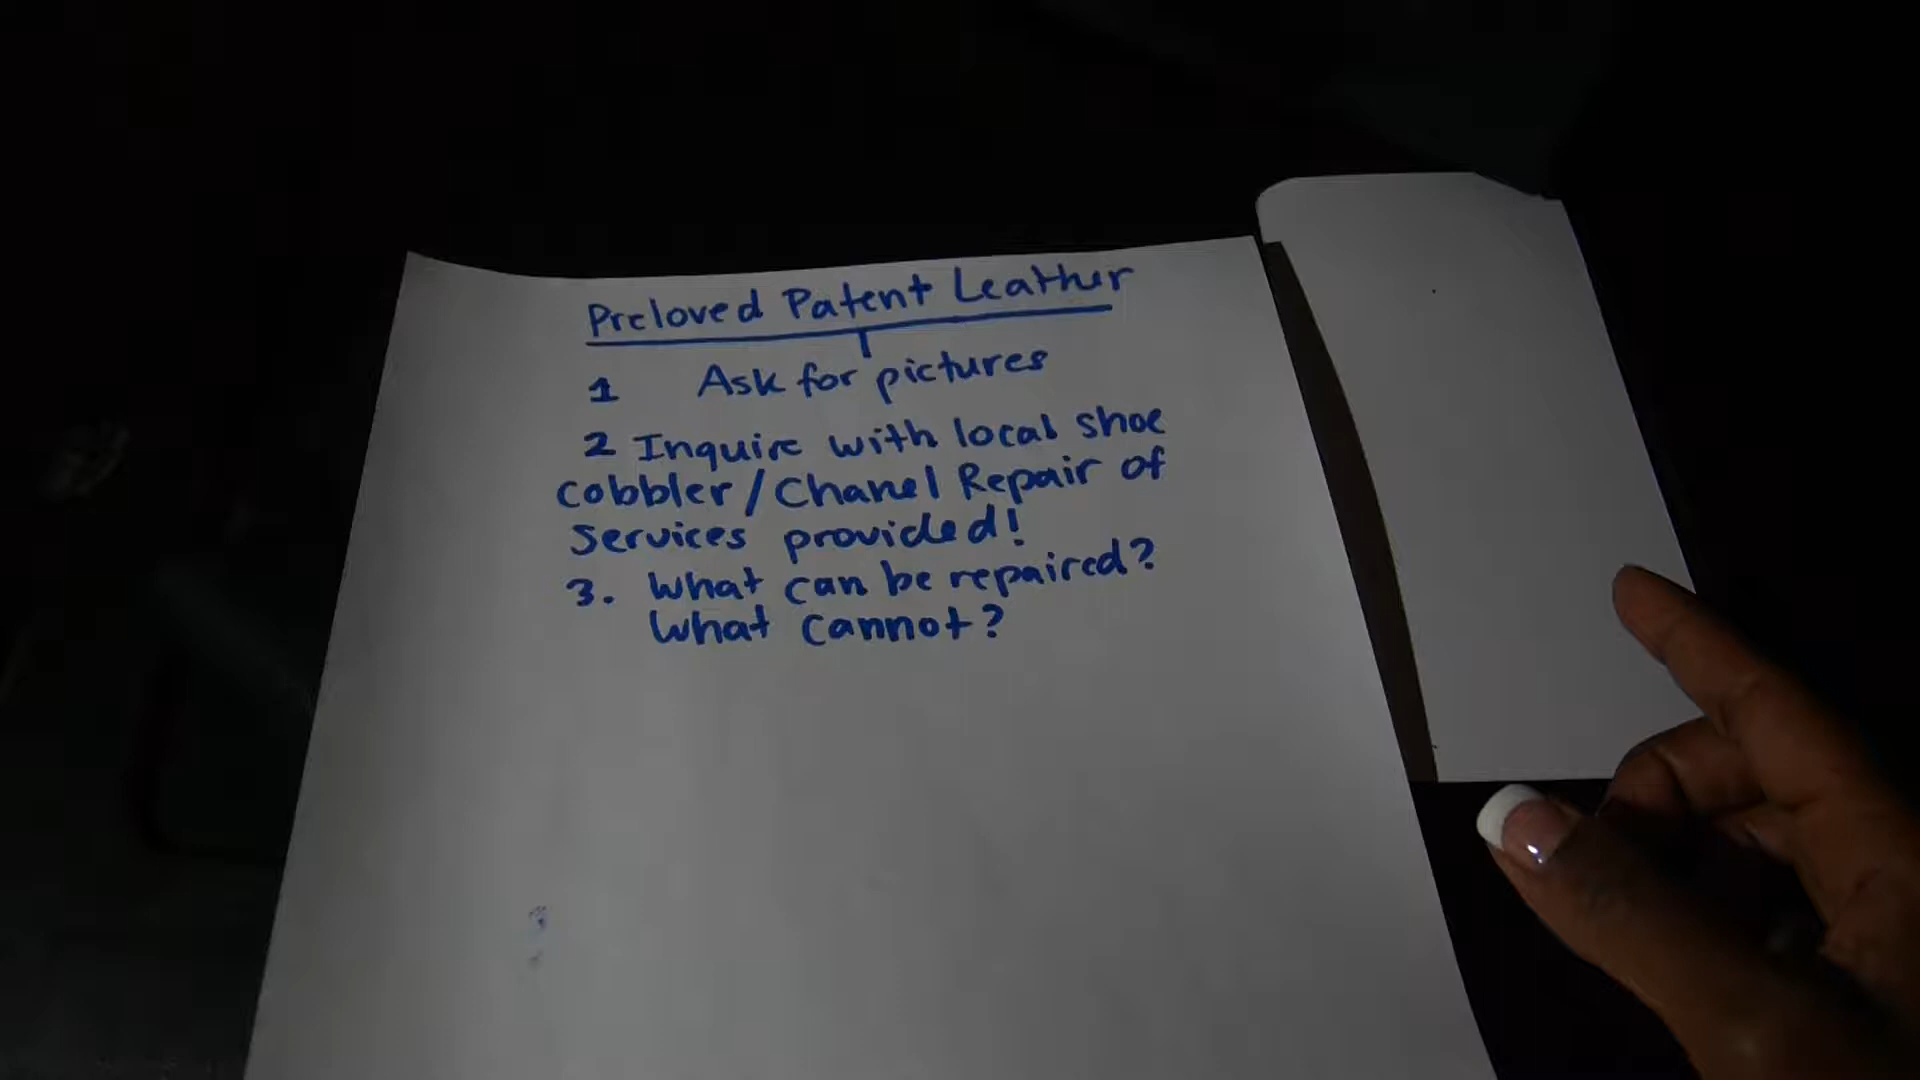 Preloved Patent Leather
1 Ask for pictures
2 Inquire with local shoe
cobbler/Chanel Repair of
Services provided!
3. What can be repaired?
What cannot?